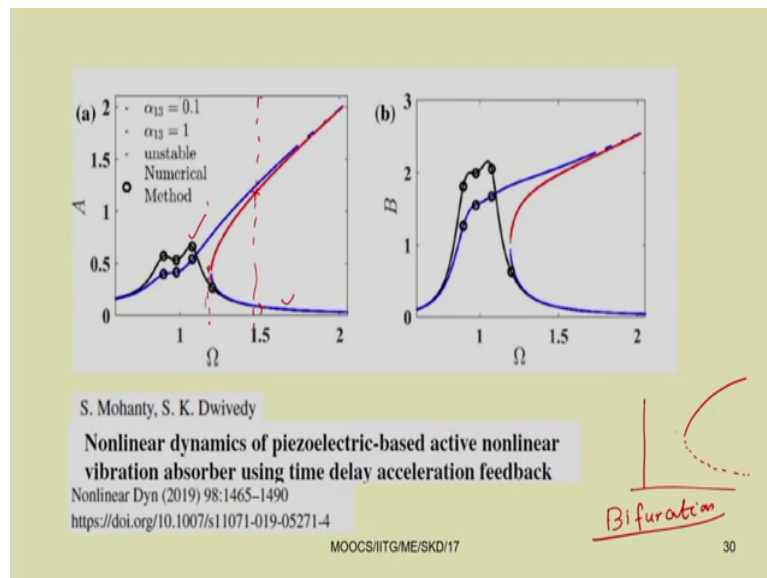 (a)
2
1.5
1
0.5
0
A
α₁₃ = 0.1
α₁₃ = 1
unstable
Numerical
Method
1
1.5
2
Ω
(b)
3
2
1
0
B
1
1.5
2
Ω
S. Mohanty, S. K. Dwivedy
Nonlinear dynamics of piezoelectric-based active nonlinear
vibration absorber using time delay acceleration feedback
Nonlinear Dyn (2019) 98:1465–1490
https://doi.org/10.1007/s11071-019-05271-4
Bifuration
MOOCS/IITG/ME/SKD/17
30